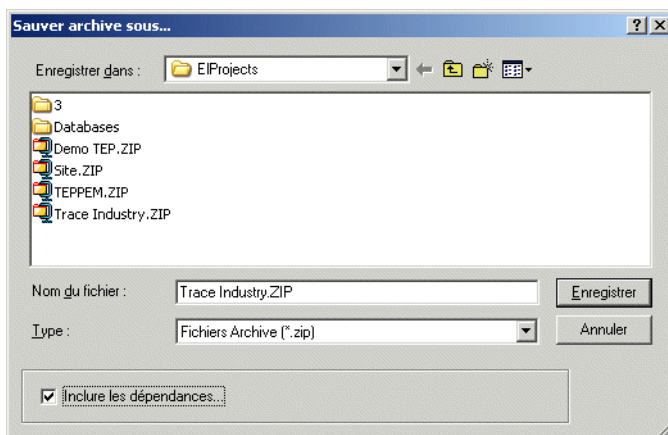 Sauver archive sous...
Enregistrer dans :
EIProjects
3
Databases
Demo TEP.ZIP
Site.ZIP
TEPPEM.ZIP
Trace Industry.ZIP
Nom du fichier :
Trace Industry.ZIP
Enregistrer
Type :
Fichiers Archive (*.zip)
Annuler
Inclure les dépendances...